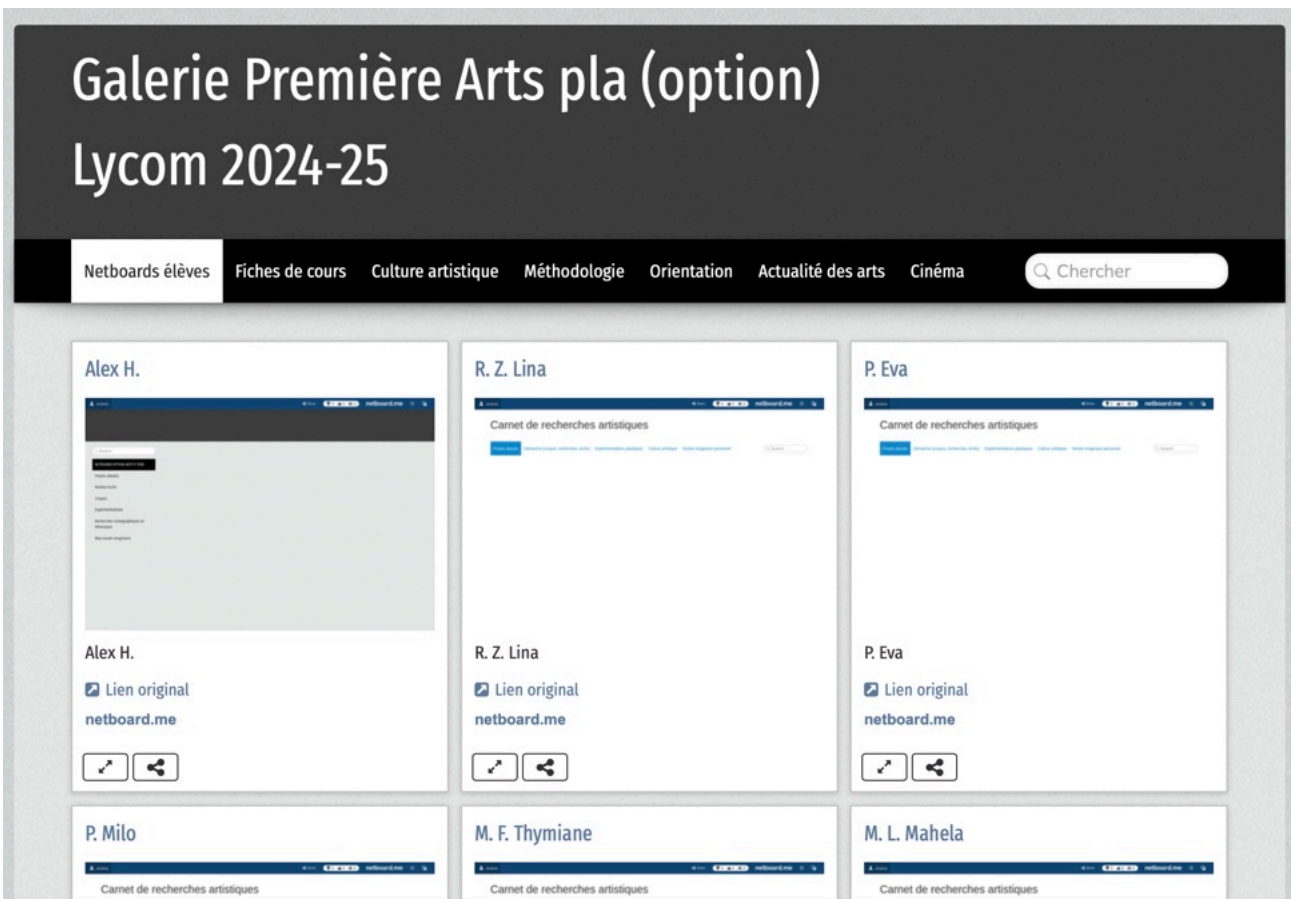 Galerie Première Arts pla (option)
Lycom 2024-25
Netboards élèves Fiches de cours Culture artistique Méthodologie Orientation Actualité des arts Cinéma Chercher
Alex H. R. Z. Lina P. Eva
netboard.me netboard.me netboard.me
Carnet de recherches artistiques Carnet de recherches artistiques
Alex H. R. Z. Lina P. Eva
Lien original Lien original Lien original
netboard.me netboard.me netboard.me
P. Milo M. F. Thymiane M. L. Mahela
netboard.me netboard.me netboard.me
Carnet de recherches artistiques Carnet de recherches artistiques Carnet de recherches artistiques